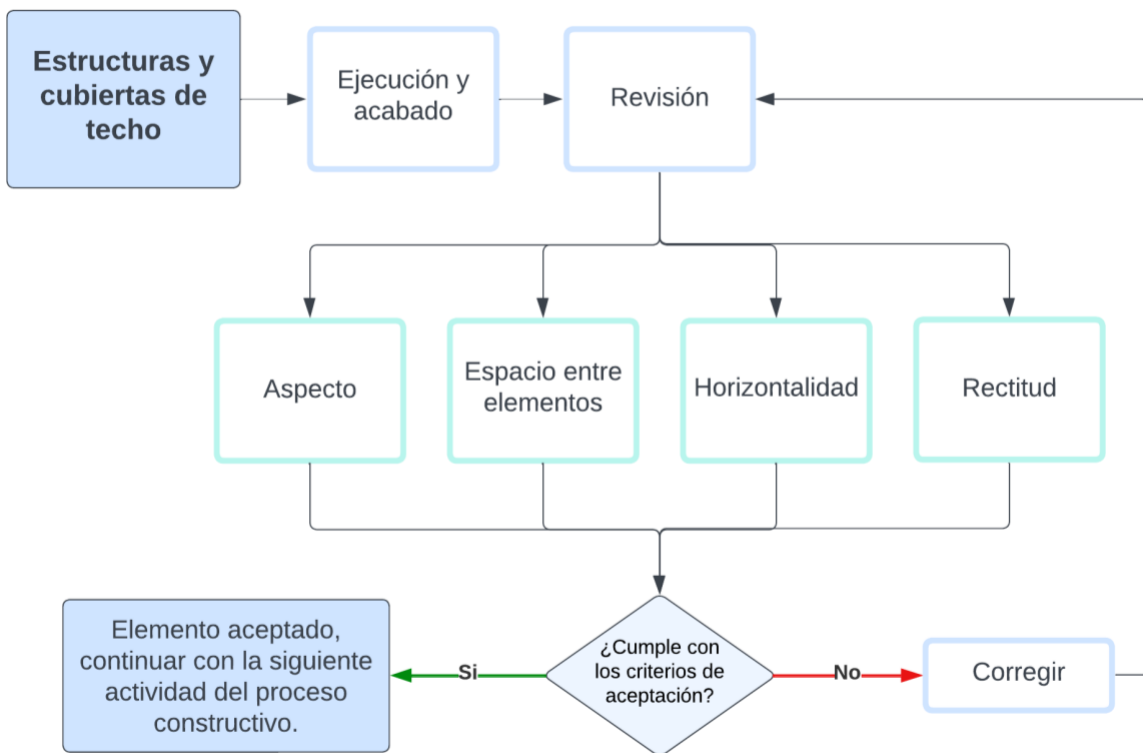 Estructuras y
cubiertas de
techo
Ejecución y
acabado
Revisión
Aspecto
Espacio entre
elementos
Horizontalidad
Rectitud
Elemento aceptado,
continuar con la siguiente
actividad del proceso
constructivo.
Si
¿Cumple con
los criterios de
aceptación?
No
Corregir